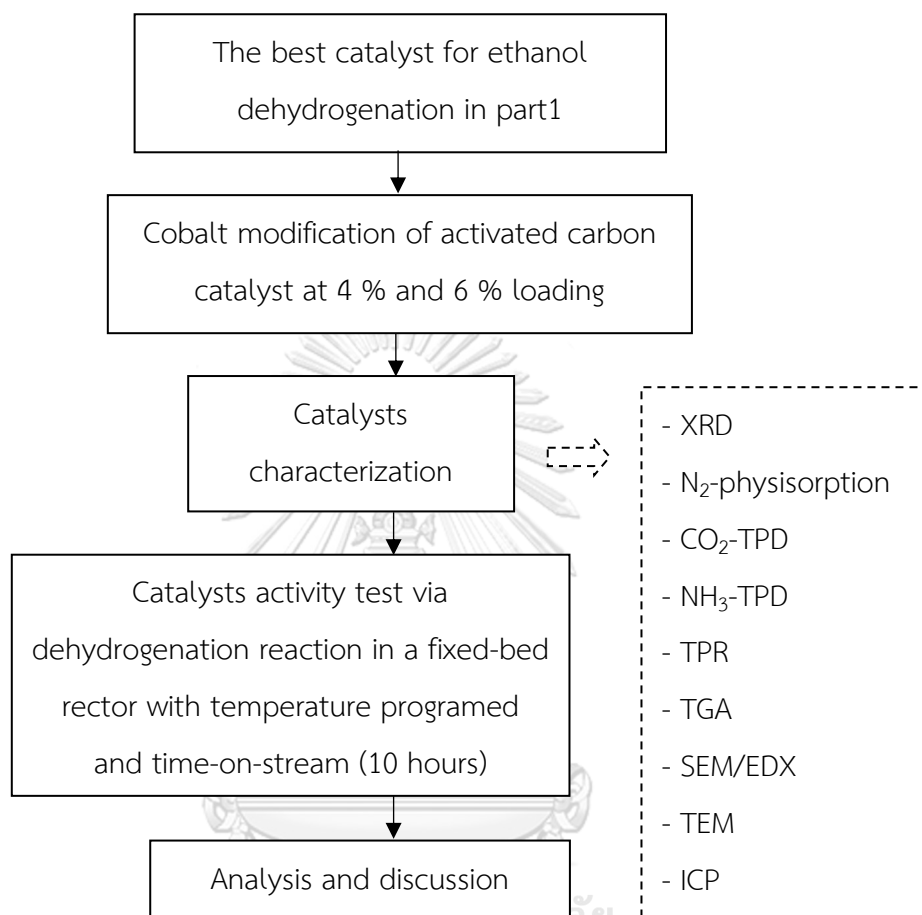 The best catalyst for ethanol
dehydrogenation in part1
Cobalt modification of activated carbon
catalyst at 4 % and 6 % loading
Catalysts
characterization
- XRD
- N₂-physisorption
- CO₂-TPD
- NH₃-TPD
- TPR
- TGA
- SEM/EDX
- TEM
- ICP
Catalysts activity test via
dehydrogenation reaction in a fixed-bed
rector with temperature programed
and time-on-stream (10 hours)
Analysis and discussion